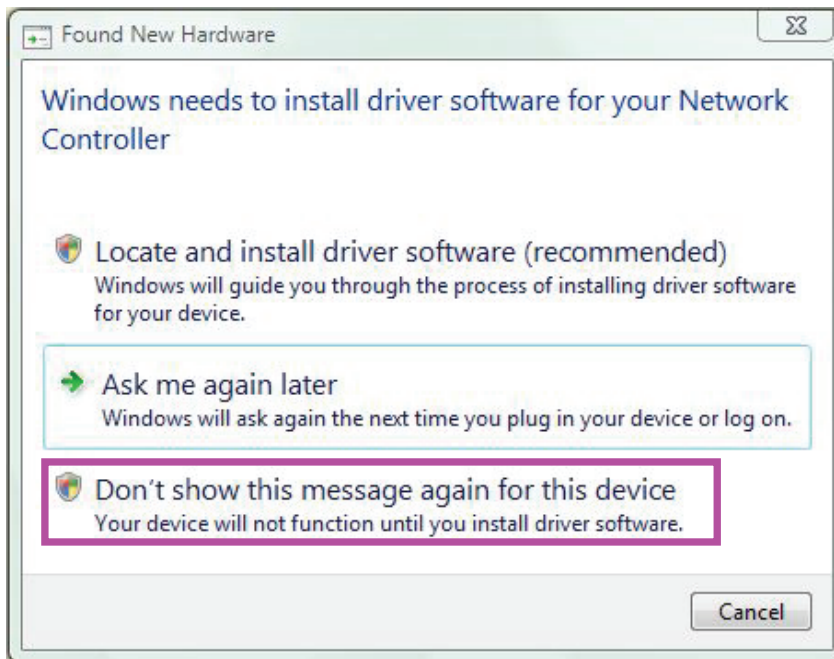 Found New Hardware
Windows needs to install driver software for your Network
Controller
Locate and install driver software (recommended)
Windows will guide you through the process of installing driver software
for your device.
Ask me again later
Windows will ask again the next time you plug in your device or log on.
Don't show this message again for this device
Your device will not function until you install driver software.
Cancel